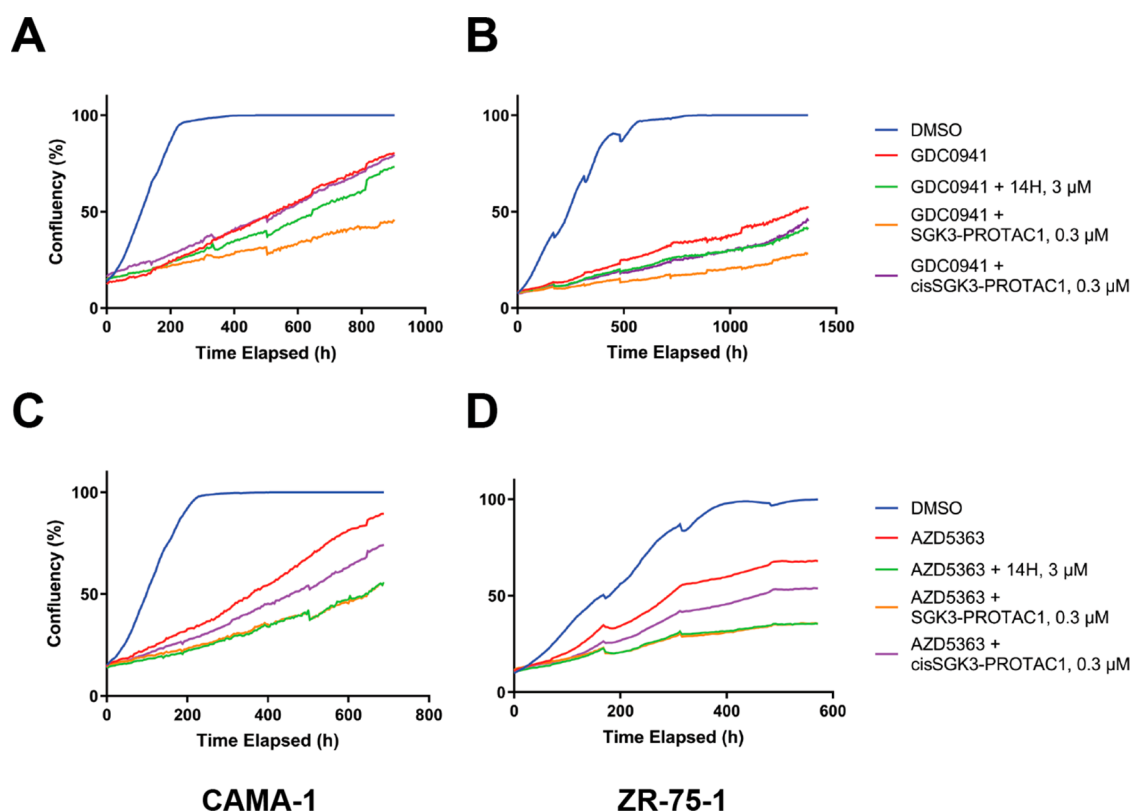 A
B
Confluency (%)
100
50
0
0 200 400 600 800 1000
Time Elapsed (h)
100
50
0
0 500 1000 1500
Time Elapsed (h)
DMSO
GDC0941
GDC0941 + 14H, 3 μM
GDC0941 +
SGK3-PROTAC1, 0.3 μM
GDC0941 +
cisSGK3-PROTAC1, 0.3 μM
C
D
Confluency (%)
100
50
0
0 200 400 600 800
Time Elapsed (h)
100
50
0
0 200 400 600
Time Elapsed (h)
DMSO
AZD5363
AZD5363 + 14H, 3 μM
AZD5363 +
SGK3-PROTAC1, 0.3 μM
AZD5363 +
cisSGK3-PROTAC1, 0.3 μM
CAMA-1
ZR-75-1